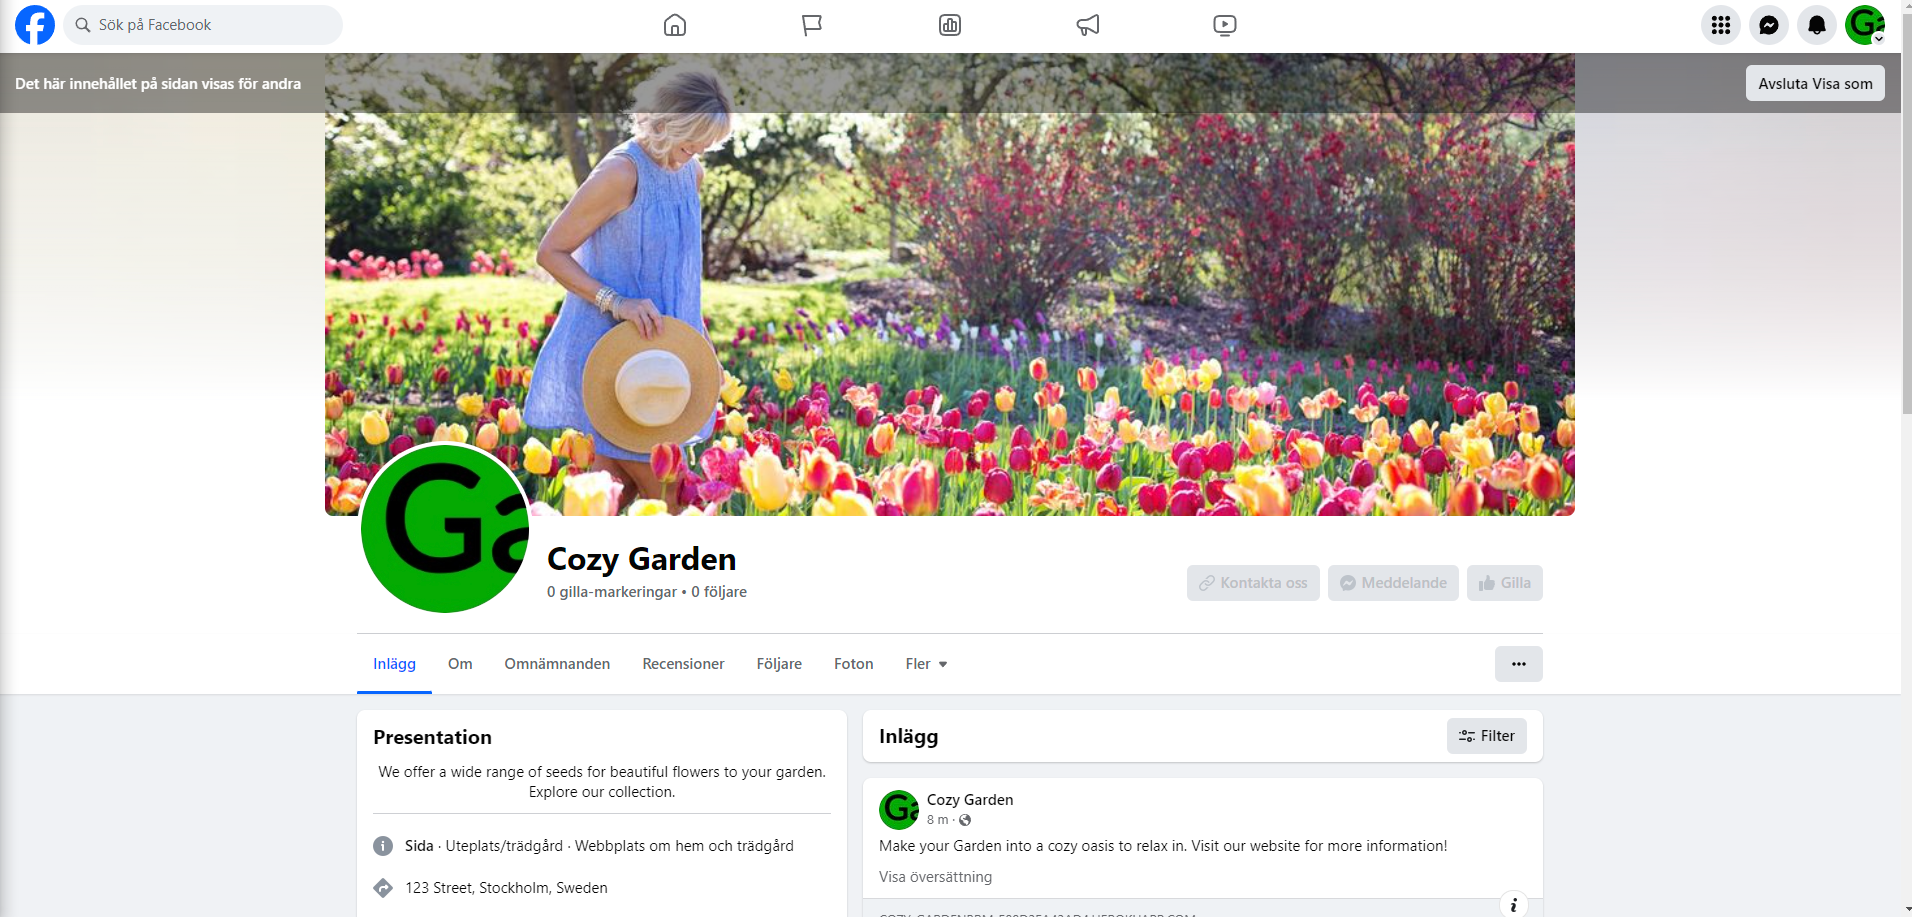 Sök på Facebook
Det här innehållet på sidan visas för andra
Avsluta Visa som
Ga
Ga
Cozy Garden
0 gilla-markeringar • 0 följare
Kontakta oss
Meddelande
Gilla
Inlägg
Om
Omnämnanden
Recensioner
Följare
Foton
Fler
Presentation
We offer a wide range of seeds for beautiful flowers to your garden.
Explore our collection.
Sida · Uteplats/trädgård · Webbplats om hem och trädgård
123 Street, Stockholm, Sweden
Inlägg
Filter
Ga
Cozy Garden
8 m ·
Make your Garden into a cozy oasis to relax in. Visit our website for more information!
Visa översättning